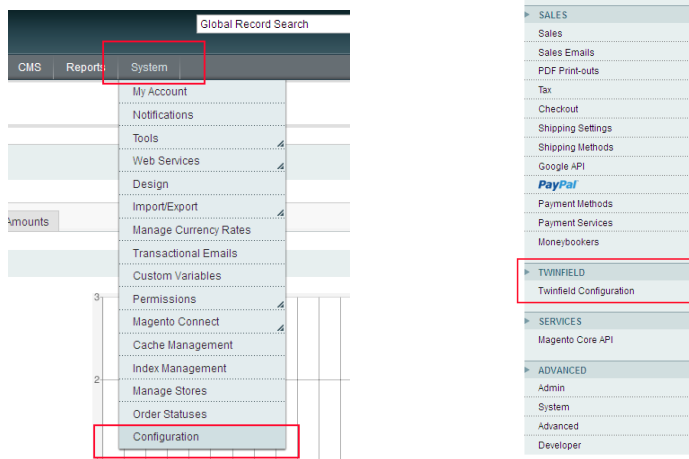 Global Record Search
CMS Reports System
My Account
Notifications
Tools
Web Services
Design
Import/Export
Amounts
Manage Currency Rates
Transactional Emails
Custom Variables
3
Permissions
Magento Connect
Cache Management
Index Management
2
Manage Stores
Order Statuses
Configuration
SALES
Sales
Sales Emails
PDF Print-outs
Tax
Checkout
Shipping Settings
Shipping Methods
Google API
PayPal
Payment Methods
Payment Services
Moneybookers
TWINFIELD
Twinfield Configuration
SERVICES
Magento Core API
ADVANCED
Admin
System
Advanced
Developer